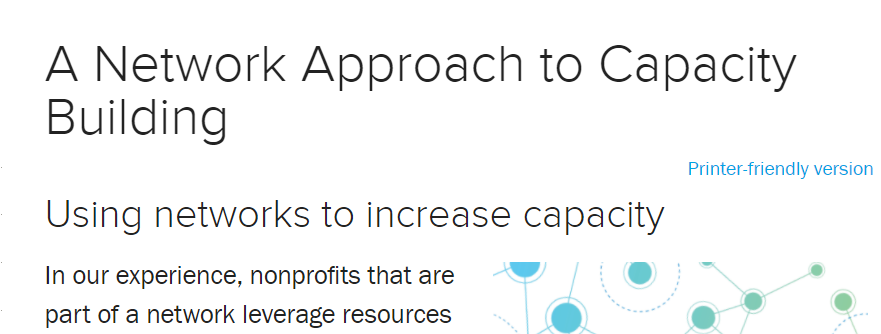 A Network Approach to Capacity
Building
Printer-friendly version
Using networks to increase capacity
In our experience, nonprofits that are
part of a network leverage resources